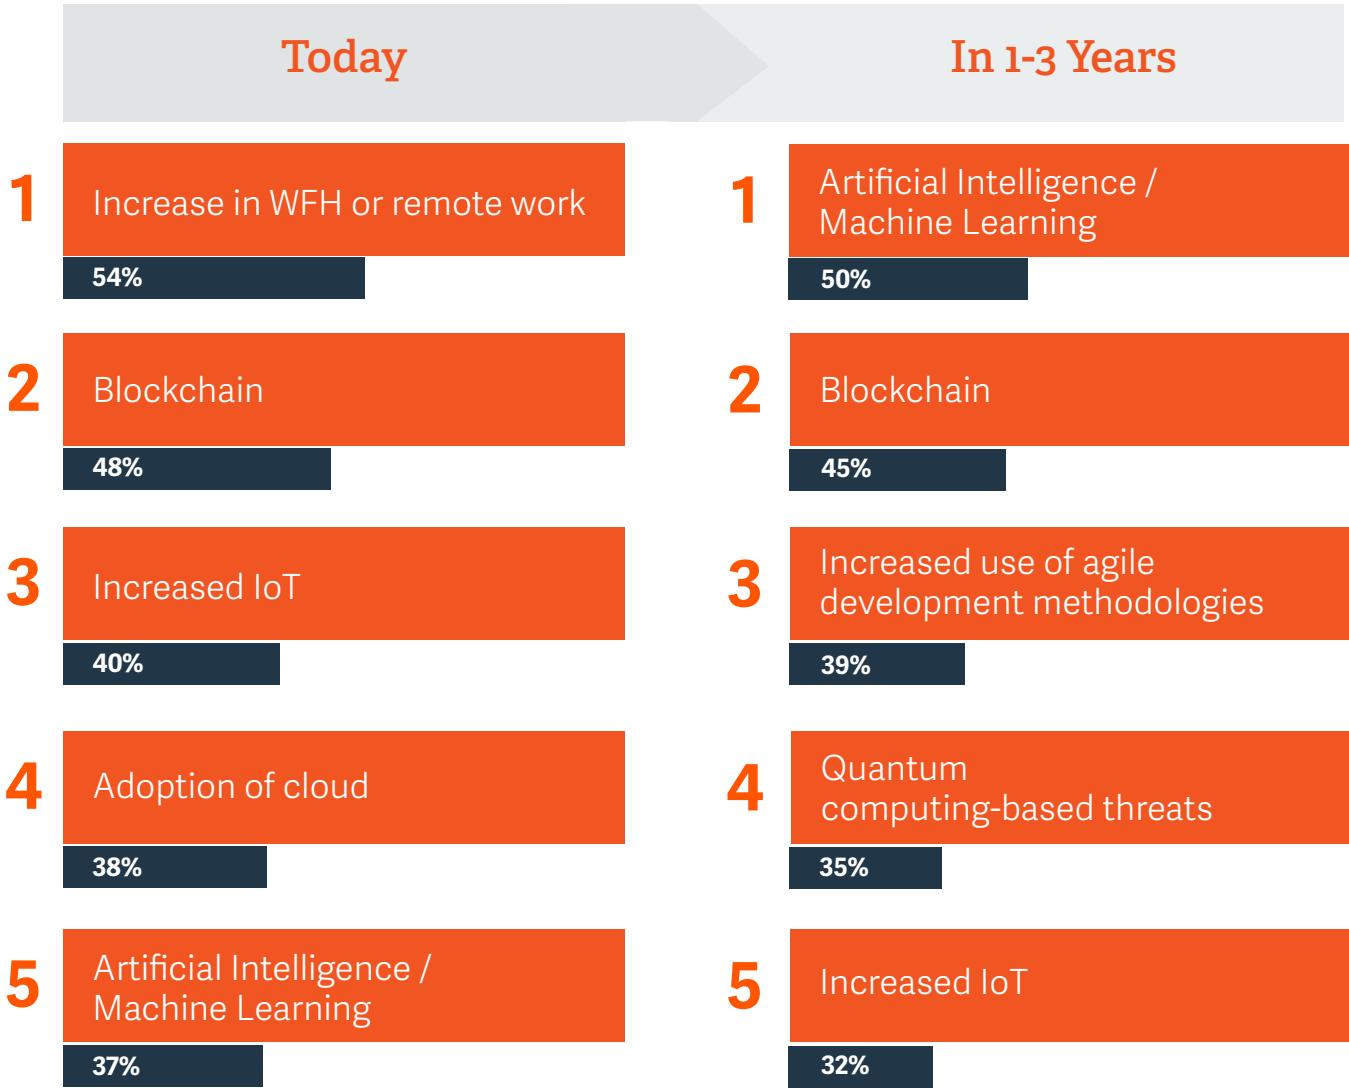 Today
In 1-3 Years
1
Increase in WFH or remote work
54%
2
Blockchain
48%
3
Increased IoT
40%
4
Adoption of cloud
38%
5
Artificial Intelligence /
Machine Learning
37%
1
Artificial Intelligence /
Machine Learning
50%
2
Blockchain
45%
3
Increased use of agile
development methodologies
39%
4
Quantum
computing-based threats
35%
5
Increased IoT
32%